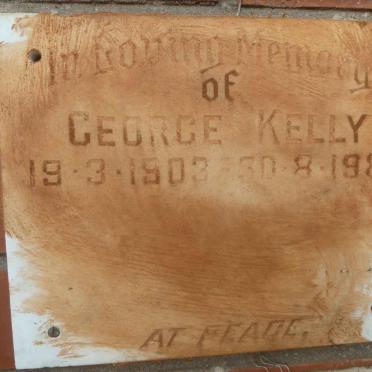 In Loving Memory
of
GEORGE KELLY
19·3·1903-30·8·198
AT PEACE.